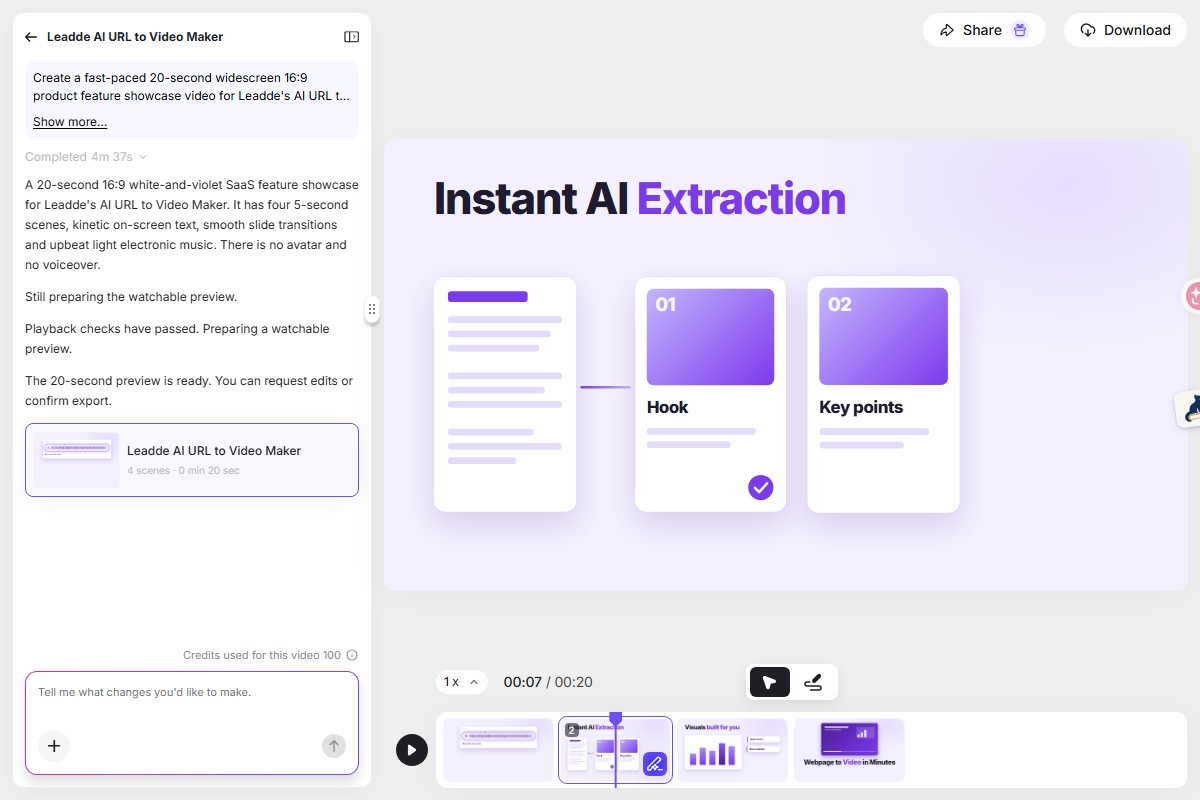 Leadde AI URL to Video Maker
Create a fast-paced 20-second widescreen 16:9
product feature showcase video for Leadde's AI URL t...
Show more...
Completed 4m 37s
A 20-second 16:9 white-and-violet SaaS feature showcase
for Leadde's AI URL to Video Maker. It has four 5-second
scenes, kinetic on-screen text, smooth slide transitions
and upbeat light electronic music. There is no avatar and
no voiceover.
Still preparing the watchable preview.
Playback checks have passed. Preparing a watchable
preview.
The 20-second preview is ready. You can request edits or
confirm export.
Leadde AI URL to Video Maker
4 scenes · 0 min 20 sec
Credits used for this video 100
Tell me what changes you'd like to make.
Share
Download
Instant AI Extraction
01
Hook
02
Key points
1 x
00:07 / 00:20
2
Visuals built for you
Webpage to Video in Minutes